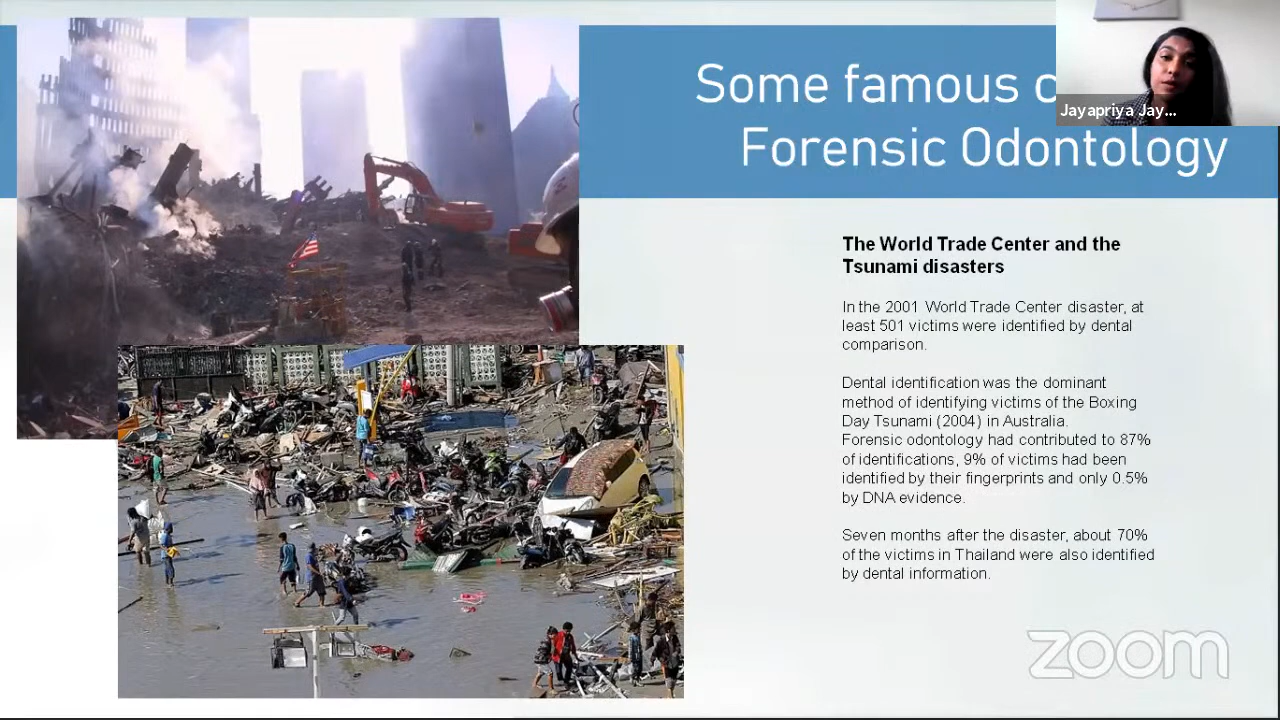 Some famous c
Forensic Odontology
Jayapriya Jay...
The World Trade Center and the
Tsunami disasters
In the 2001 World Trade Center disaster, at
least 501 victims were identified by dental
comparison.
Dental identification was the dominant
method of identifying victims of the Boxing
Day Tsunami (2004) in Australia.
Forensic odontology had contributed to 87%
of identifications, 9% of victims had been
identified by their fingerprints and only 0.5%
by DNA evidence.
Seven months after the disaster, about 70%
of the victims in Thailand were also identified
by dental information.
zoom